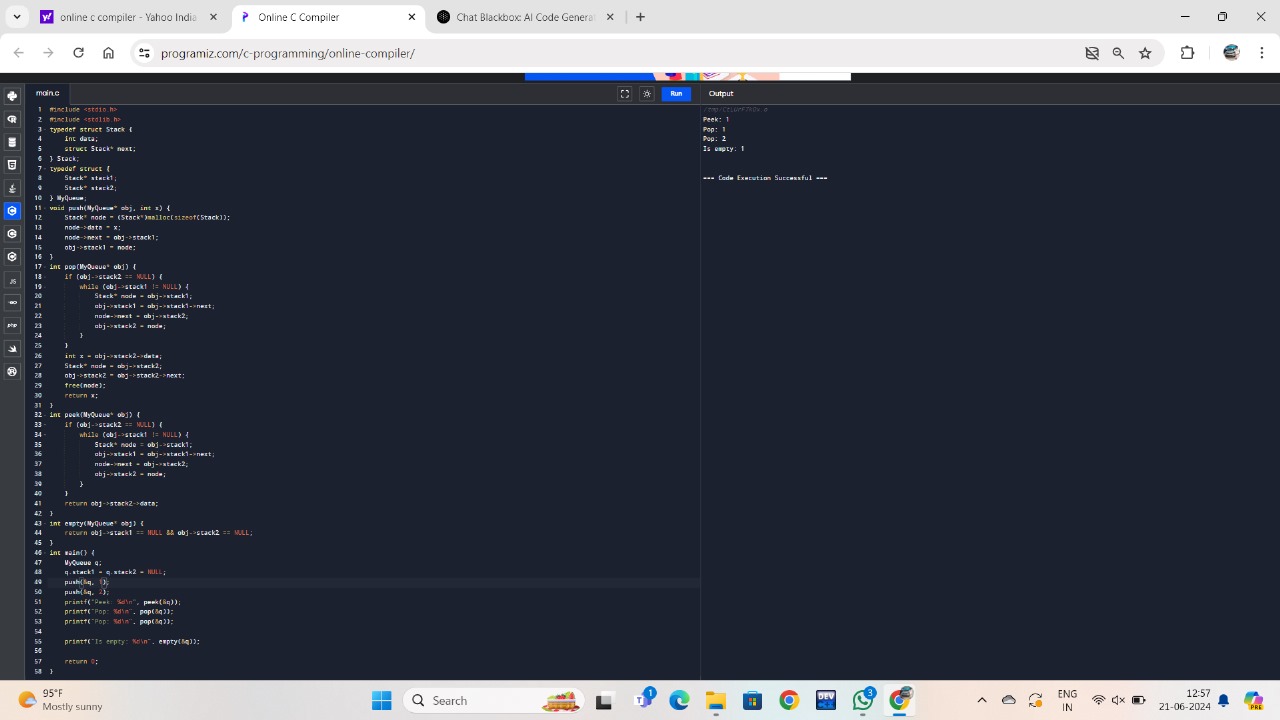 online c compiler - Yahoo India
Online C Compiler
Chat Blackbox: AI Code Generat
programiz.com/c-programming/online-compiler/
main.c
Run
Output
1 #include <stdio.h>
2 #include <stdlib.h>
3 typedef struct Stack {
4 int data;
5 struct Stack* next;
6 } Stack;
7 typedef struct {
8 Stack* stack1;
9 Stack* stack2;
10 } MyQueue;
11 void push(MyQueue* obj, int x) {
12 Stack* node = (Stack*)malloc(sizeof(Stack));
13 node->data = x;
14 node->next = obj->stack1;
15 obj->stack1 = node;
16 }
17 int pop(MyQueue* obj) {
18 if (obj->stack2 == NULL) {
19 while (obj->stack1 != NULL) {
20 Stack* node = obj->stack1;
21 obj->stack1 = obj->stack1->next;
22 node->next = obj->stack2;
23 obj->stack2 = node;
24 }
25 }
26 int x = obj->stack2->data;
27 Stack* node = obj->stack2;
28 obj->stack2 = obj->stack2->next;
29 free(node);
30 return x;
31 }
32 int peek(MyQueue* obj) {
33 if (obj->stack2 == NULL) {
34 while (obj->stack1 != NULL) {
35 Stack* node = obj->stack1;
36 obj->stack1 = obj->stack1->next;
37 node->next = obj->stack2;
38 obj->stack2 = node;
39 }
40 }
41 return obj->stack2->data;
42 }
43 int empty(MyQueue* obj) {
44 return obj->stack1 == NULL && obj->stack2 == NULL;
45 }
46 int main() {
47 MyQueue q;
48 q.stack1 = q.stack2 = NULL;
49 push(&q, 1);
50 push(&q, 2);
51 printf("Peek: %d\n", peek(&q));
52 printf("Pop: %d\n", pop(&q));
53 printf("Pop: %d\n", pop(&q));
54
55 printf("Is empty: %d\n", empty(&q));
56
57 return 0;
58 }
Peek: 1
Pop: 1
Pop: 2
Is empty: 1
=== Code Execution Successful ===
JS
GO
php
95°F
Mostly sunny
Search
1
DEV
3
ENG
IN
12:57
21-06-2024
PRE